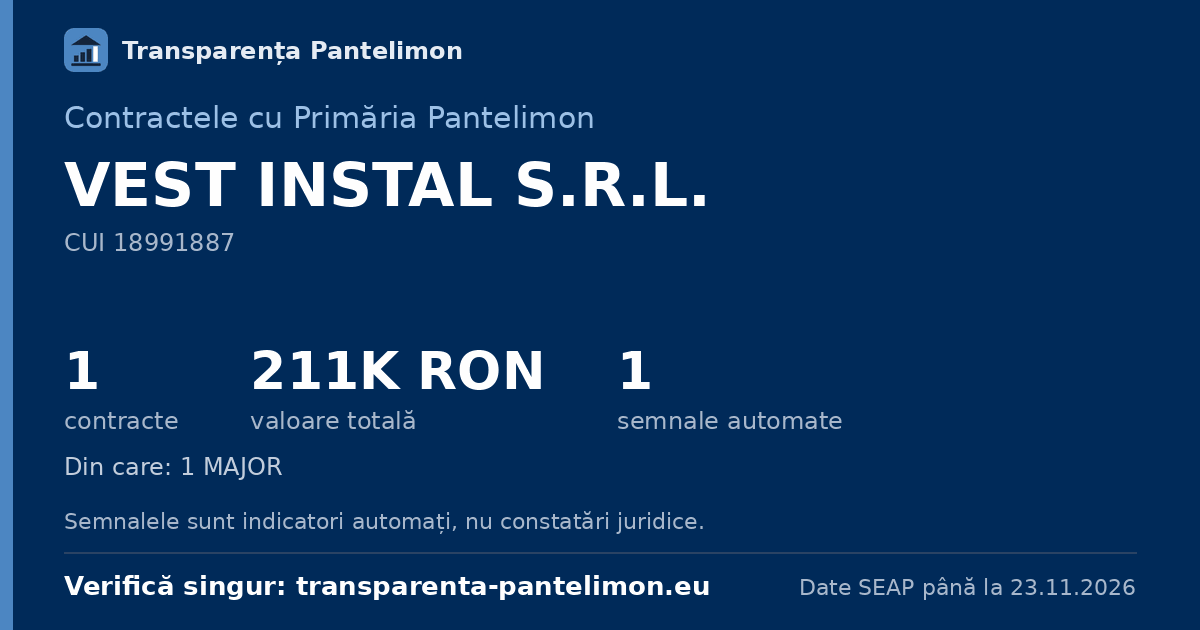 Transparența Pantelimon
Contractele cu Primăria Pantelimon
VEST INSTAL S.R.L.
CUI 18991887
1 211K RON 1
contracte valoare totală semnale automate
Din care: 1 MAJOR
Semnalele sunt indicatori automați, nu constatări juridice.
Verifică singur: transparenta-pantelimon.eu Date SEAP până la 23.11.2026